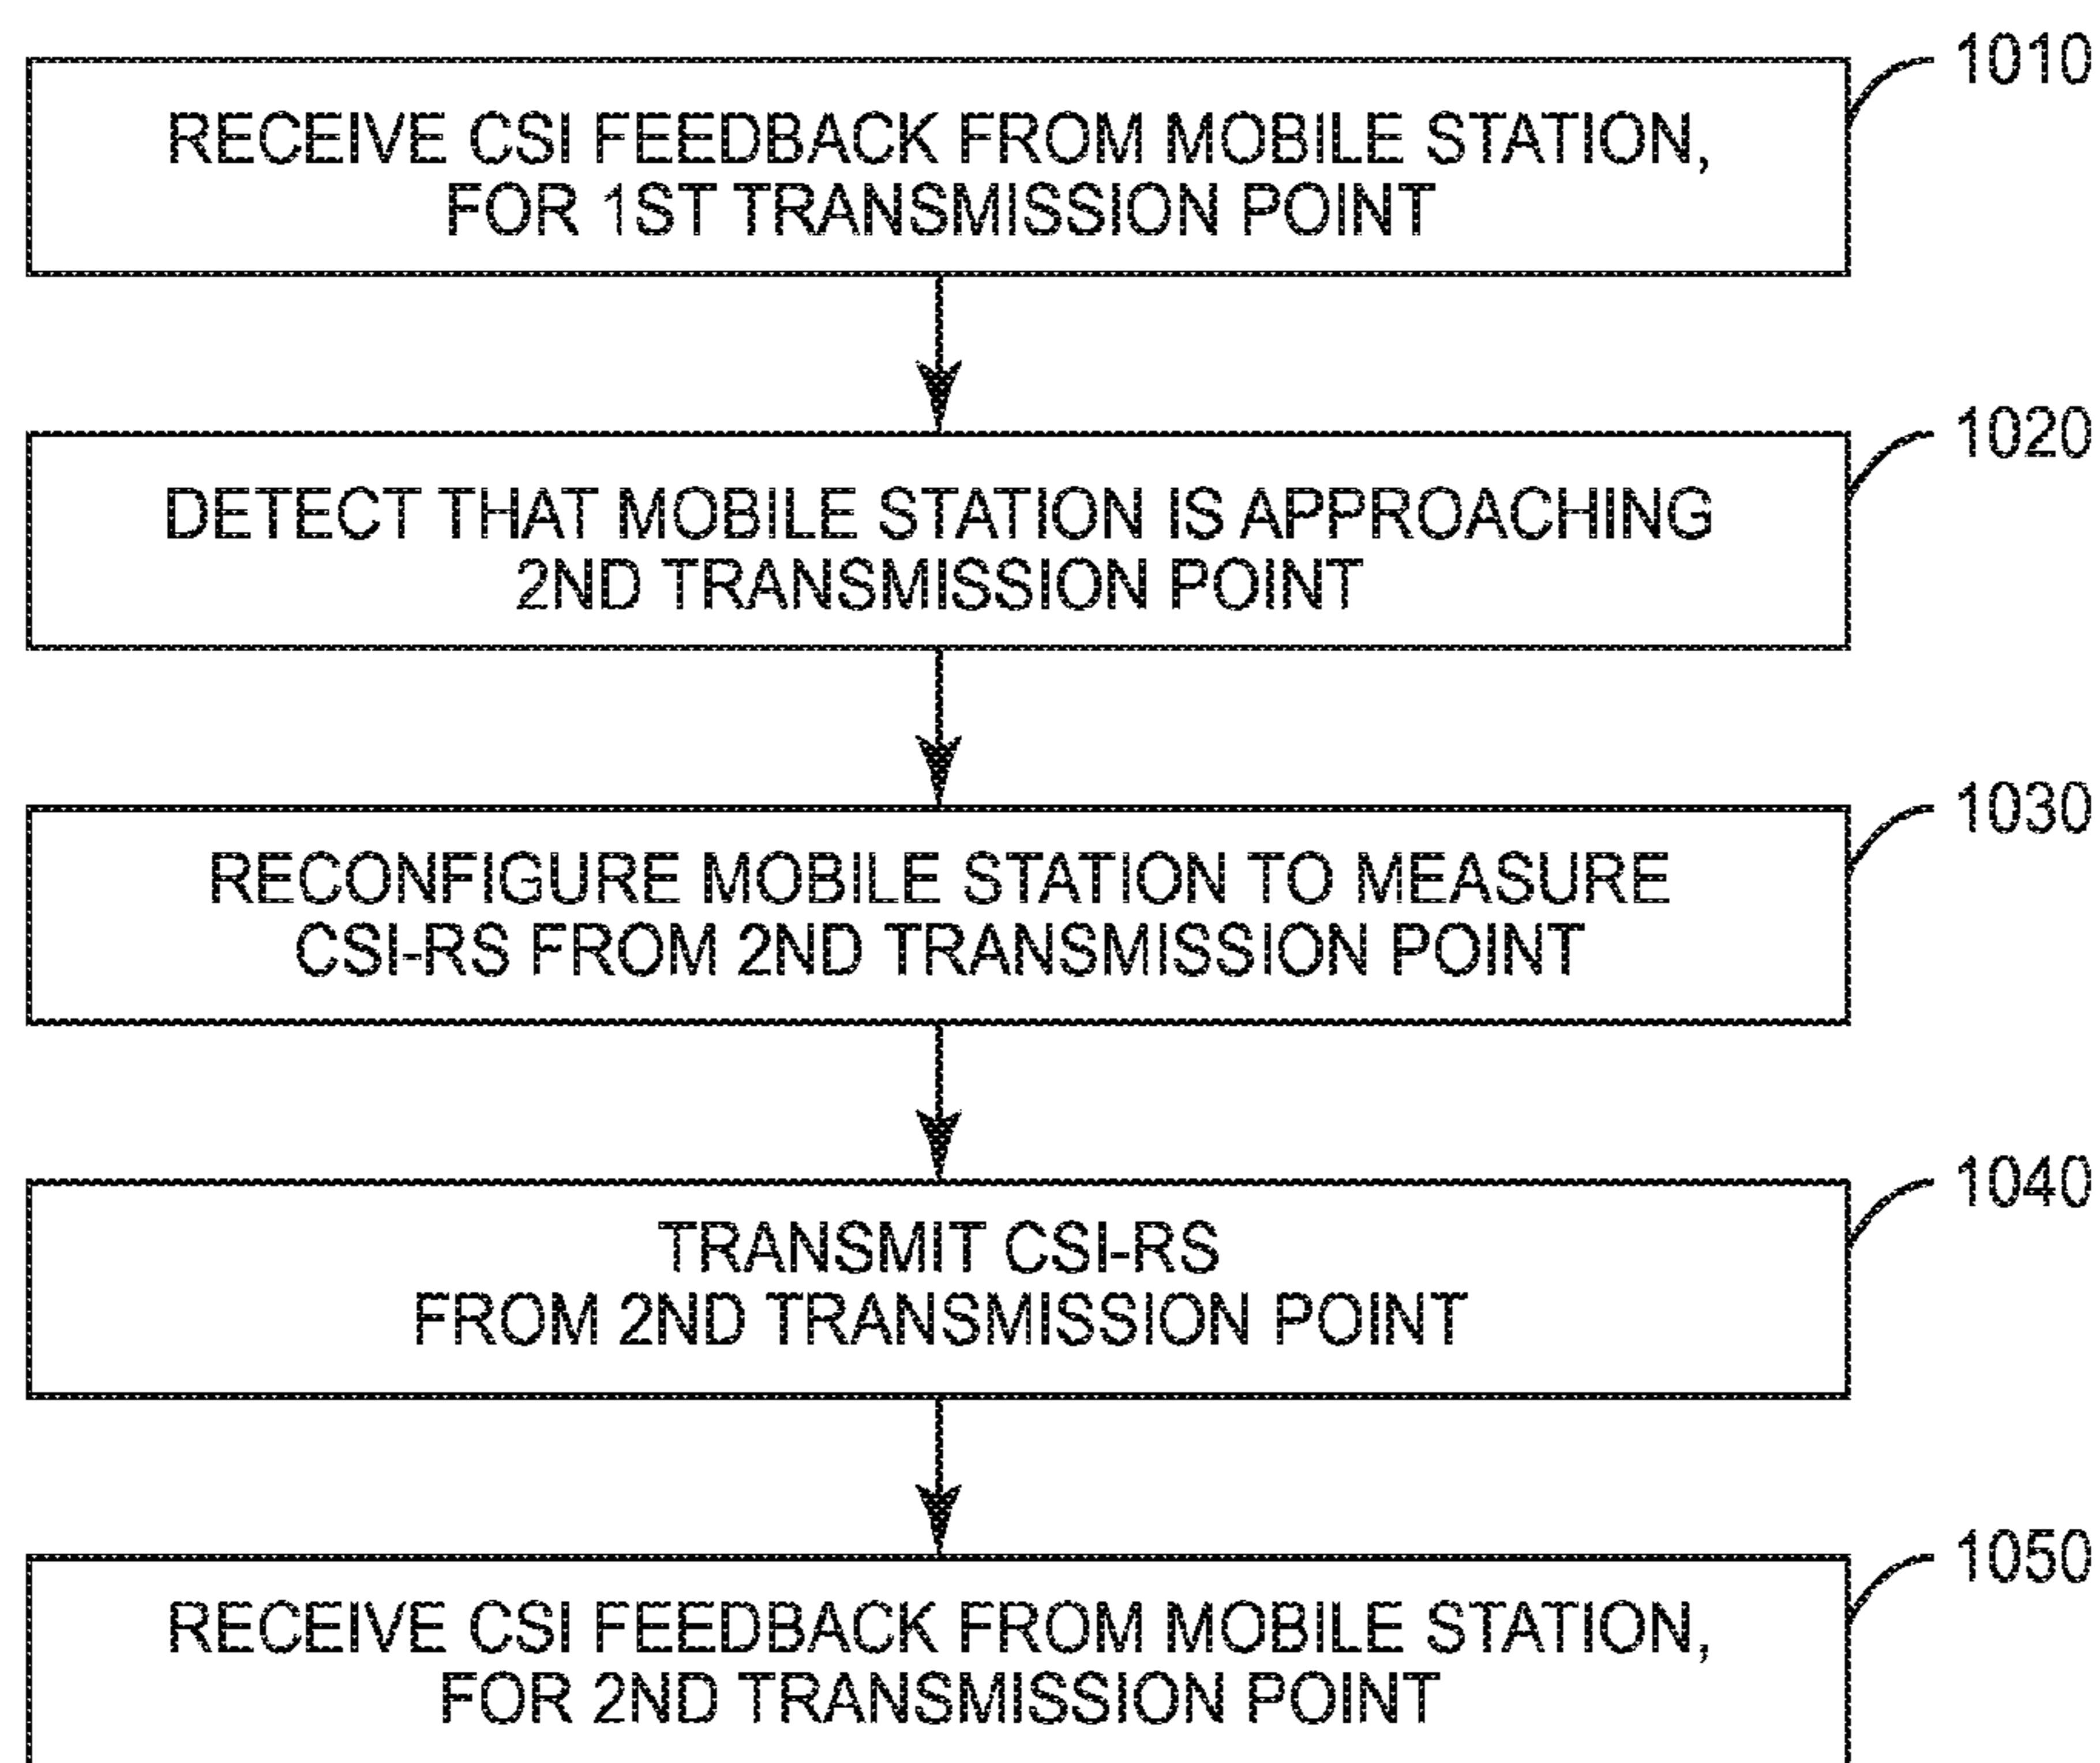 1010
RECEIVE CSI FEEDBACK FROM MOBILE STATION,
FOR 1ST TRANSMISSION POINT
1020
DETECT THAT MOBILE STATION IS APPROACHING
2ND TRANSMISSION POINT
1030
RECONFIGURE MOBILE STATION TO MEASURE
CSI-RS FROM 2ND TRANSMISSION POINT
1040
TRANSMIT CSI-RS
FROM 2ND TRANSMISSION POINT
1050
RECEIVE CSI FEEDBACK FROM MOBILE STATION,
FOR 2ND TRANSMISSION POINT